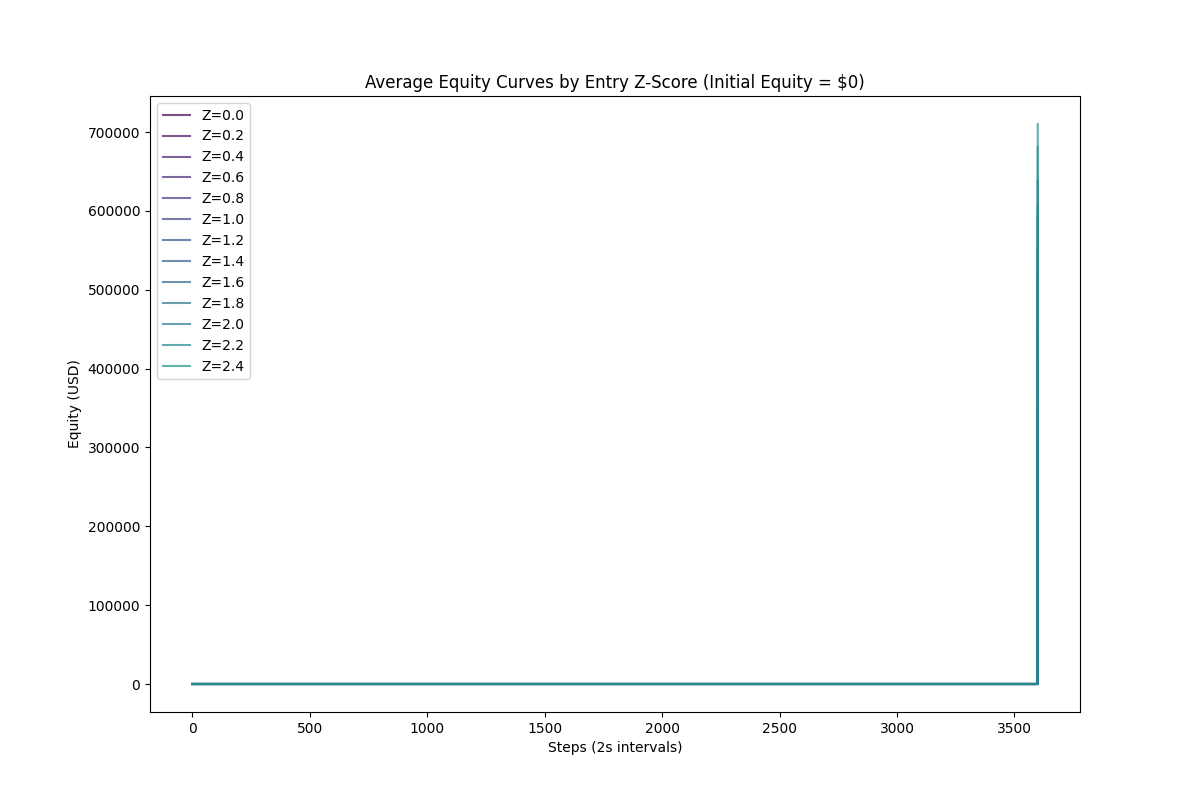 Average Equity Curves by Entry Z-Score (Initial Equity = $0)
Z=0.0
Z=0.2
Z=0.4
Z=0.6
Z=0.8
Z=1.0
Z=1.2
Z=1.4
Z=1.6
Z=1.8
Z=2.0
Z=2.2
Z=2.4
Equity (USD)
700000
600000
500000
400000
300000
200000
100000
0
0 500 1000 1500 2000 2500 3000 3500
Steps (2s intervals)